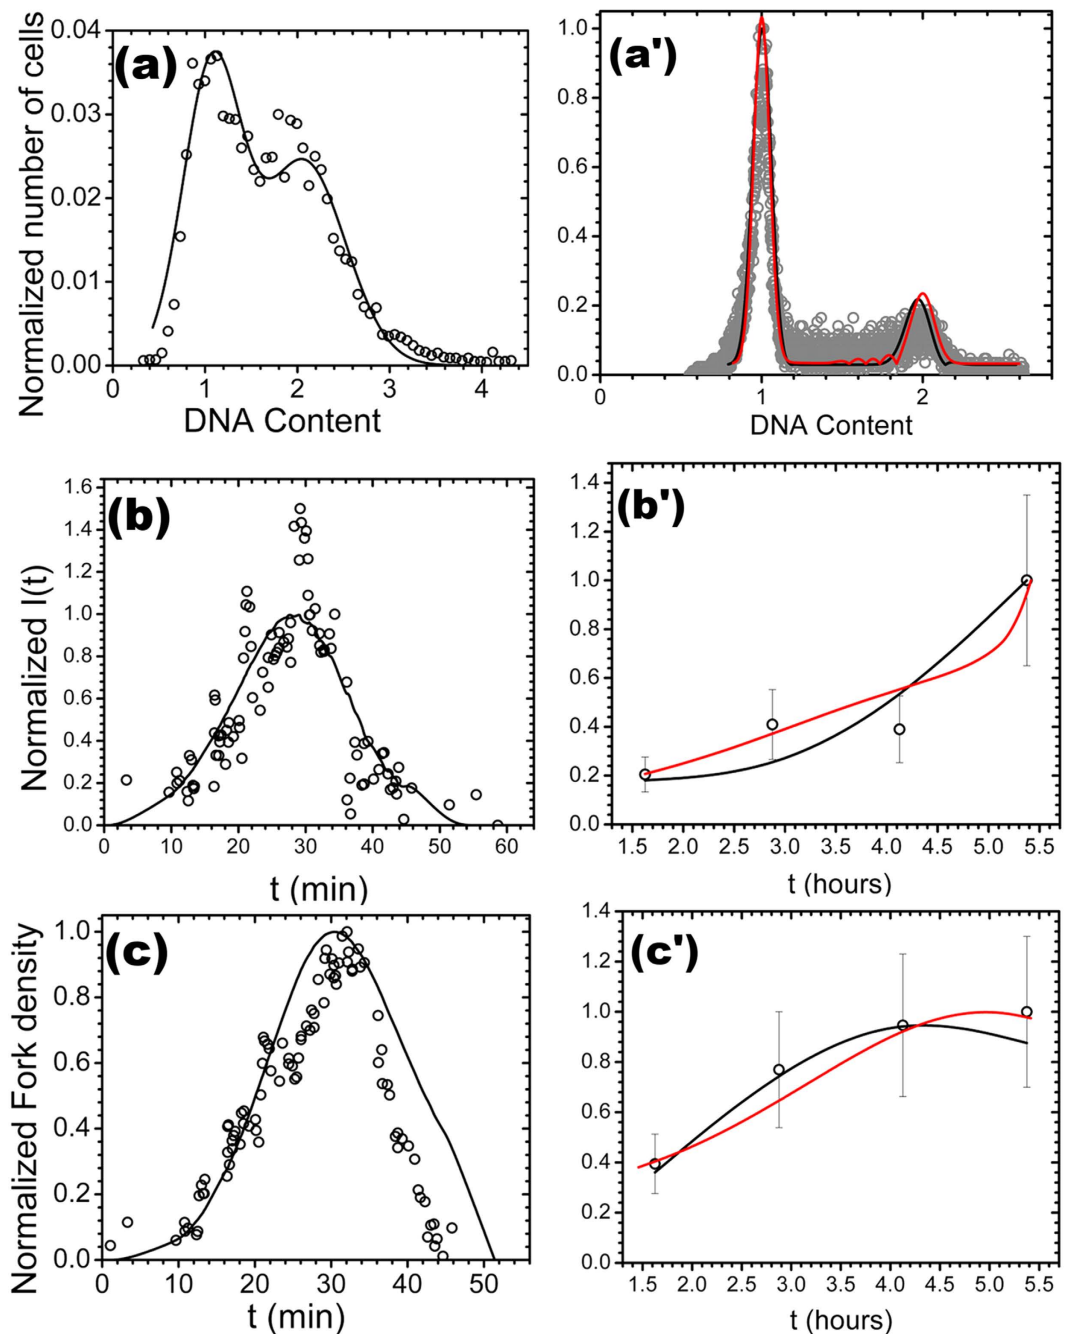 (a)
Normalized number of cells
0.04
0.03
0.02
0.01
0.00
0 1 2 3 4
DNA Content
(a')
1.0
0.8
0.6
0.4
0.2
0.0
0 1 2
DNA Content
(b)
Normalized I(t)
1.6
1.4
1.2
1.0
0.8
0.6
0.4
0.2
0.0
0 10 20 30 40 50 60
t (min)
(b')
1.4
1.2
1.0
0.8
0.6
0.4
0.2
0.0
1.5 2.0 2.5 3.0 3.5 4.0 4.5 5.0 5.5
t (hours)
(c)
Normalized Fork density
1.0
0.8
0.6
0.4
0.2
0.0
0 10 20 30 40 50
t (min)
(c')
1.4
1.2
1.0
0.8
0.6
0.4
0.2
0.0
1.5 2.0 2.5 3.0 3.5 4.0 4.5 5.0 5.5
t (hours)